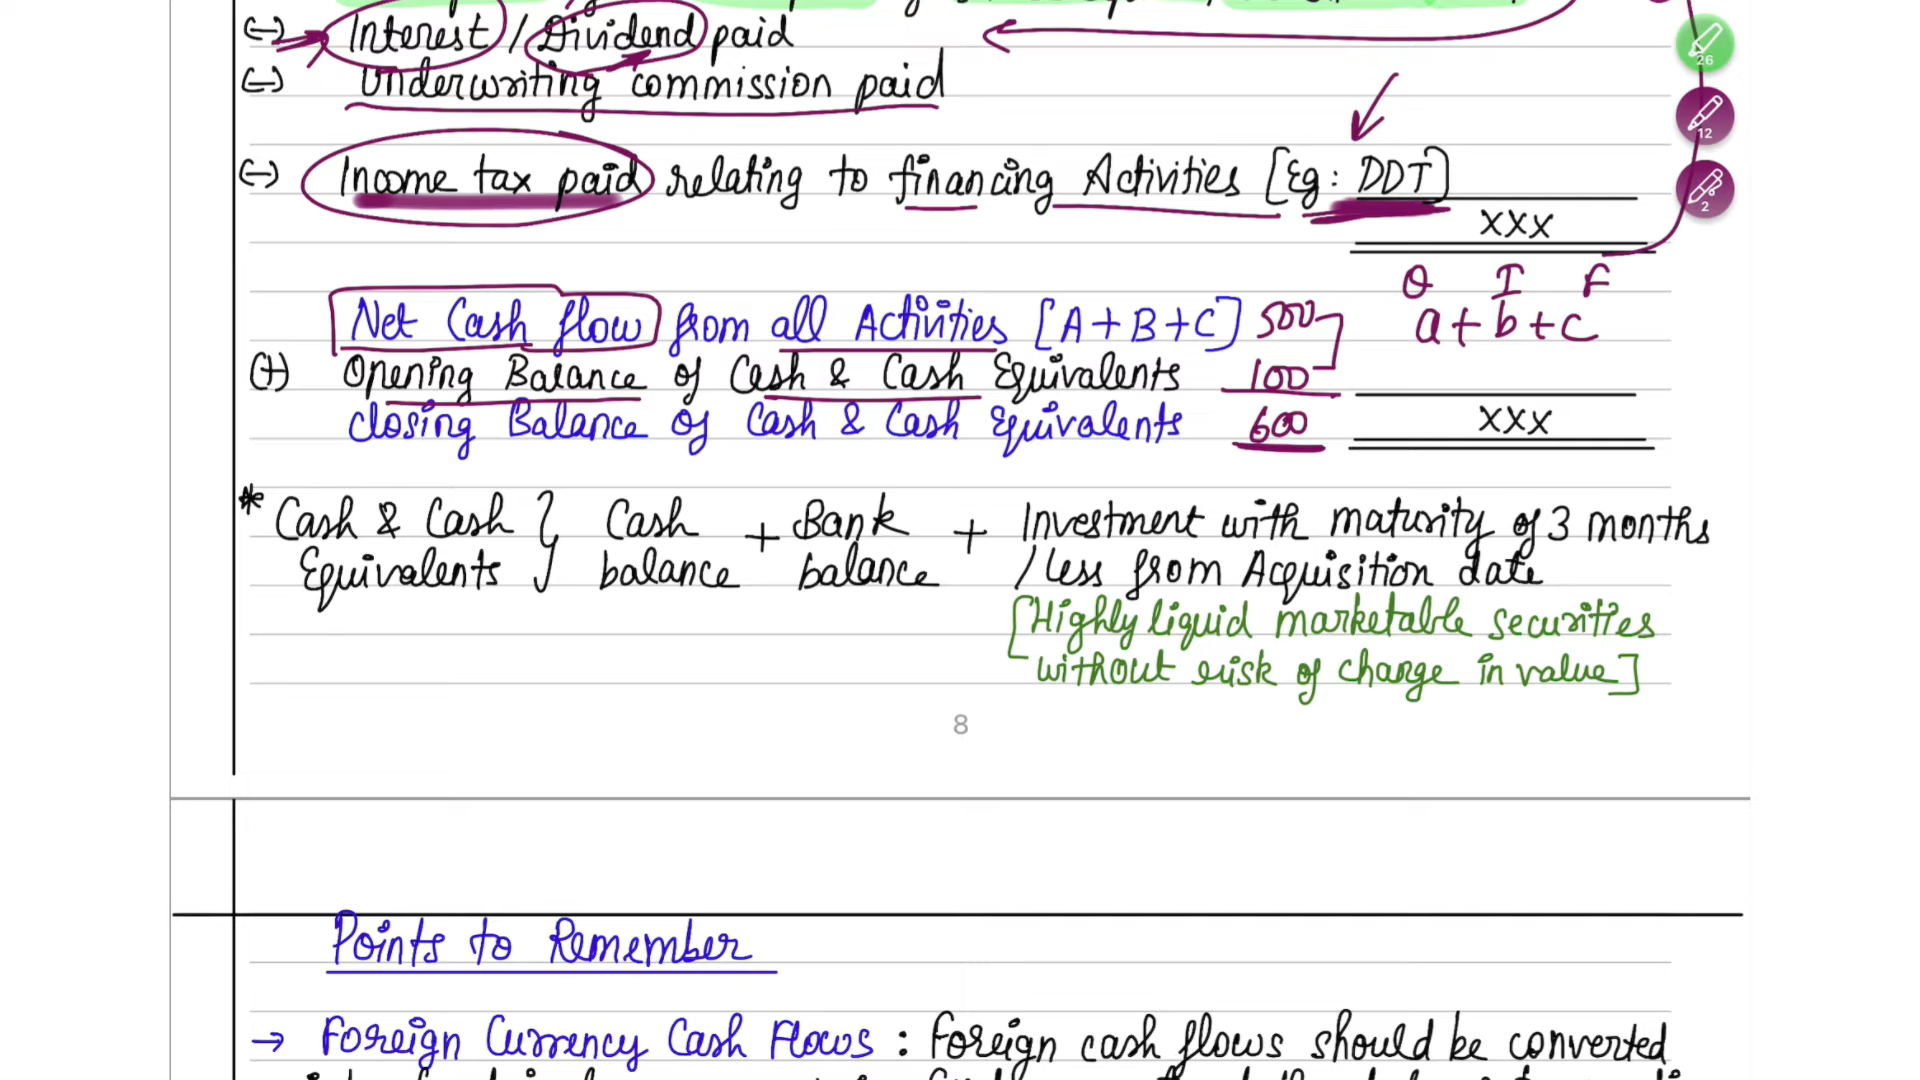 (-) Interest / Dividend paid
(-) Underwriting commission paid
(-) Income tax paid relating to financing Activities [Eg: DDT]
XXX
O I F
Net Cash flow from all Activities [A+B+C] 500 a+b+c
(+) Opening Balance of Cash & Cash Equivalents 100
Closing Balance of Cash & Cash Equivalents 600 XXX
* Cash & Cash } Cash + Bank + Investment with maturity of 3 months
Equivalents balance balance / less from Acquisition date
[Highly liquid marketable securities
without risk of change in value]
8
Points to Remember
→ Foreign Currency Cash Flows : Foreign cash flows should be converted
26
12
2